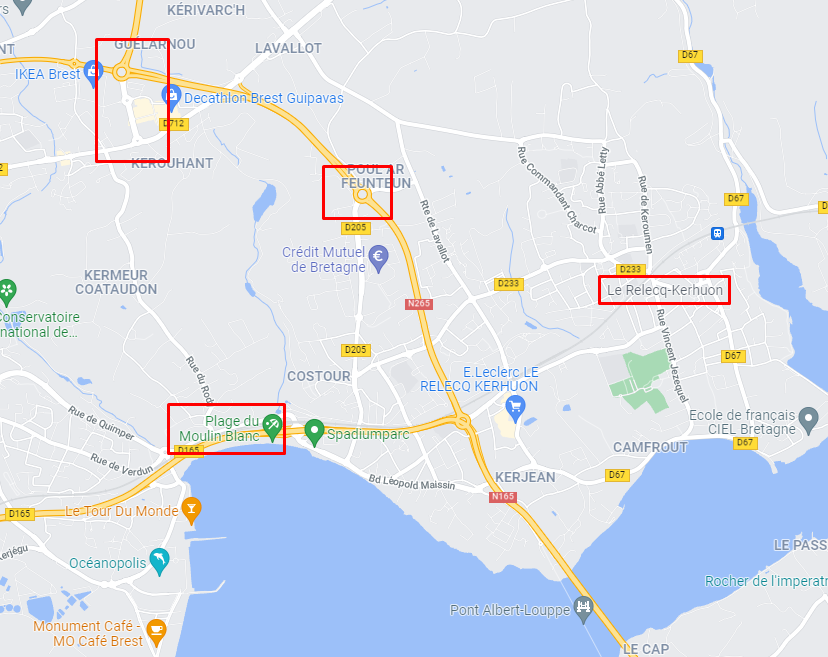 KÉRIVARC'H
GUELARNOU
LAVALLOT
IKEA Brest
D67
Decathlon Brest Guipavas
D712
KEROUHANT
POUL AR
FEUNTEUN
Rue Commandant Charcot
Rue Abbé Letty
Rue de Keroumen
D67
Rte de Lavallot
D205
Crédit Mutuel
de Bretagne
KERMEUR
COATAUDON
D233
D233
Le Relecq-Kerhuon
N265
Conservatoire
national de...
Rue Vincent Jezequel
D205
D67
COSTOUR
E.Leclerc LE
RELECQ KERHUON
Rue du Rody
Rue de Quimper
Plage du
Moulin Blanc
Spadiumparc
D165
Ecole de français
CIEL Bretagne
D67
CAMFROUT
Rue de Verdun
Bd Léopold Maissin
KERJEAN
D67
N165
D165
Le Tour Du Monde
LE PASS
Kerjégu
Océanopolis
Rocher de l'imperatr
Pont Albert-Louppe
Monument Café -
MO Café Brest
LE CAP